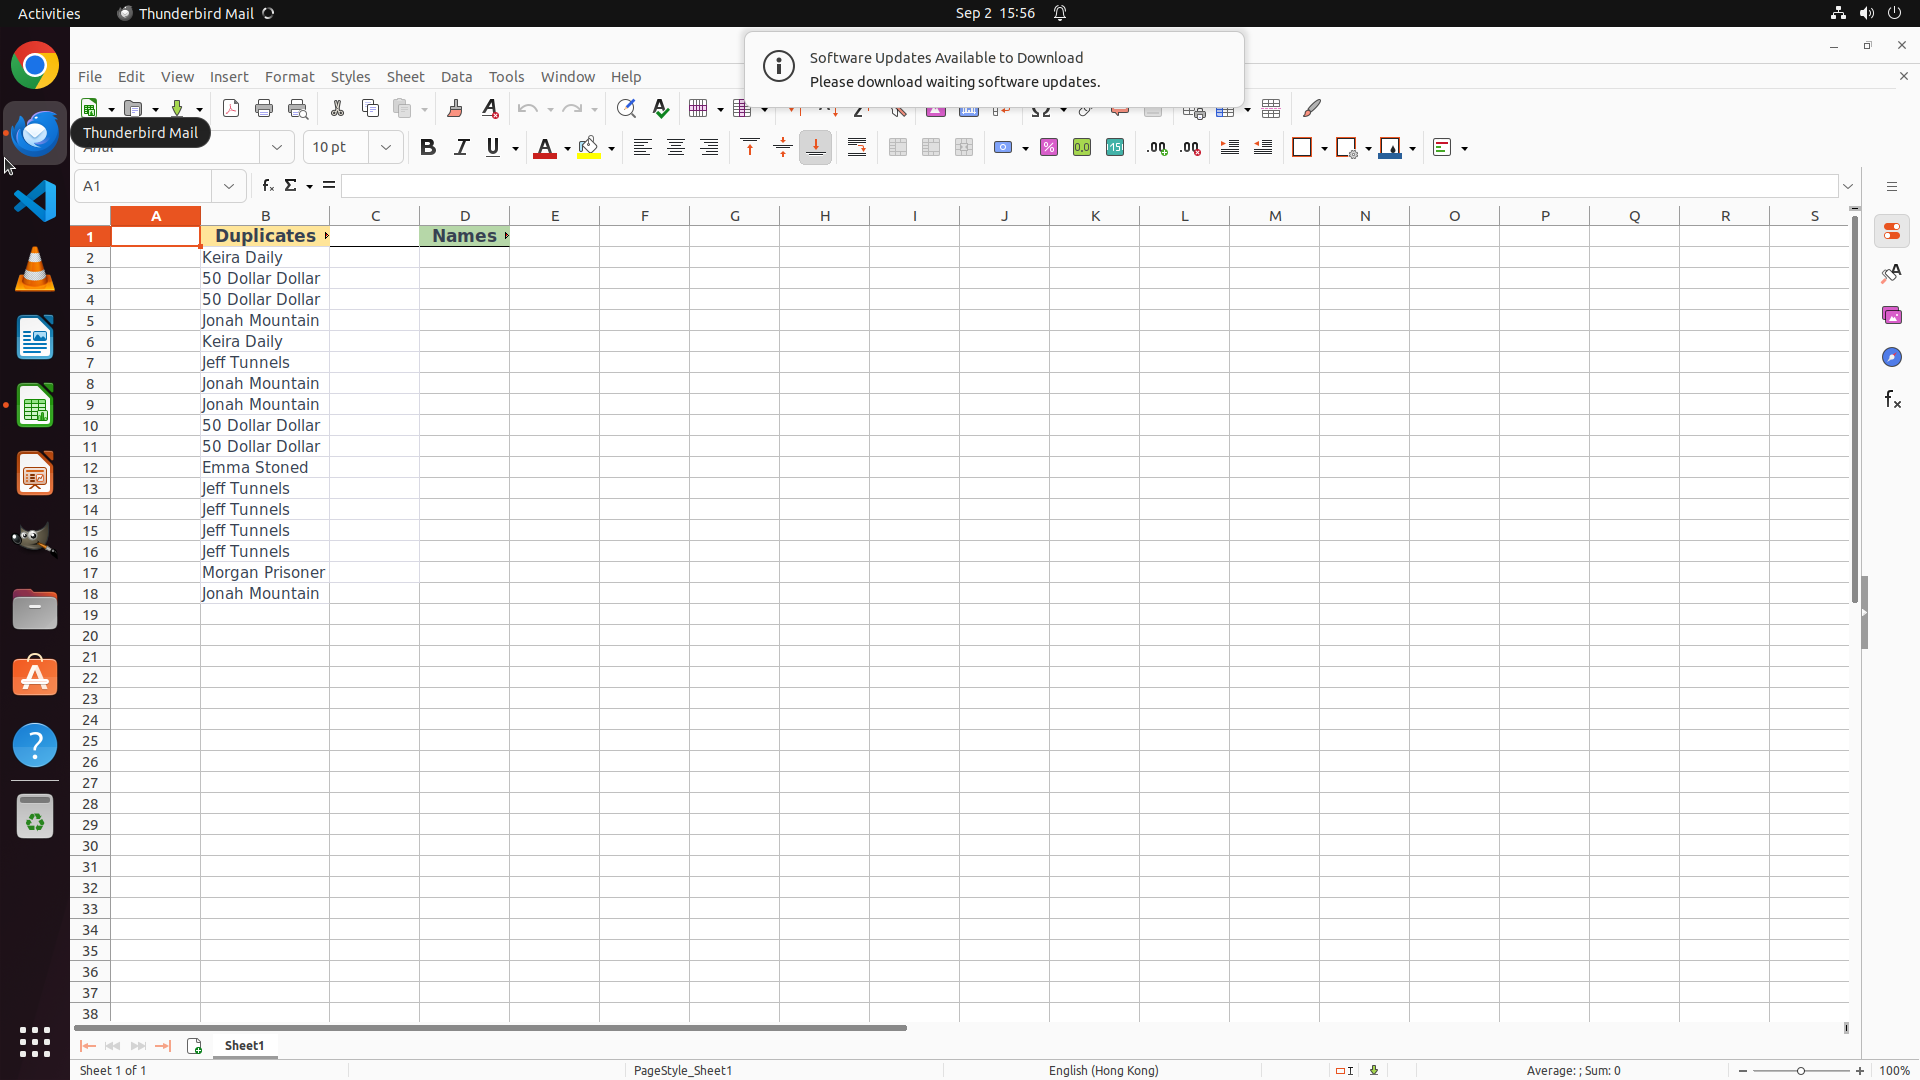 Activities Thunderbird Mail Sep 2 15:56
Software Updates Available to Download
Please download waiting software updates.
File Edit View Insert Format Styles Sheet Data Tools Window Help
Thunderbird Mail
10 pt
A1
A B C D E F G H I J K L M N O P Q R S
1 Duplicates Names
2 Keira Daily
3 50 Dollar Dollar
4 50 Dollar Dollar
5 Jonah Mountain
6 Keira Daily
7 Jeff Tunnels
8 Jonah Mountain
9 Jonah Mountain
10 50 Dollar Dollar
11 50 Dollar Dollar
12 Emma Stoned
13 Jeff Tunnels
14 Jeff Tunnels
15 Jeff Tunnels
16 Jeff Tunnels
17 Morgan Prisoner
18 Jonah Mountain
19
20
21
22
23
24
25
26
27
28
29
30
31
32
33
34
35
36
37
38
Sheet1
Sheet 1 of 1 PageStyle_Sheet1 English (Hong Kong) Average: ; Sum: 0 100%